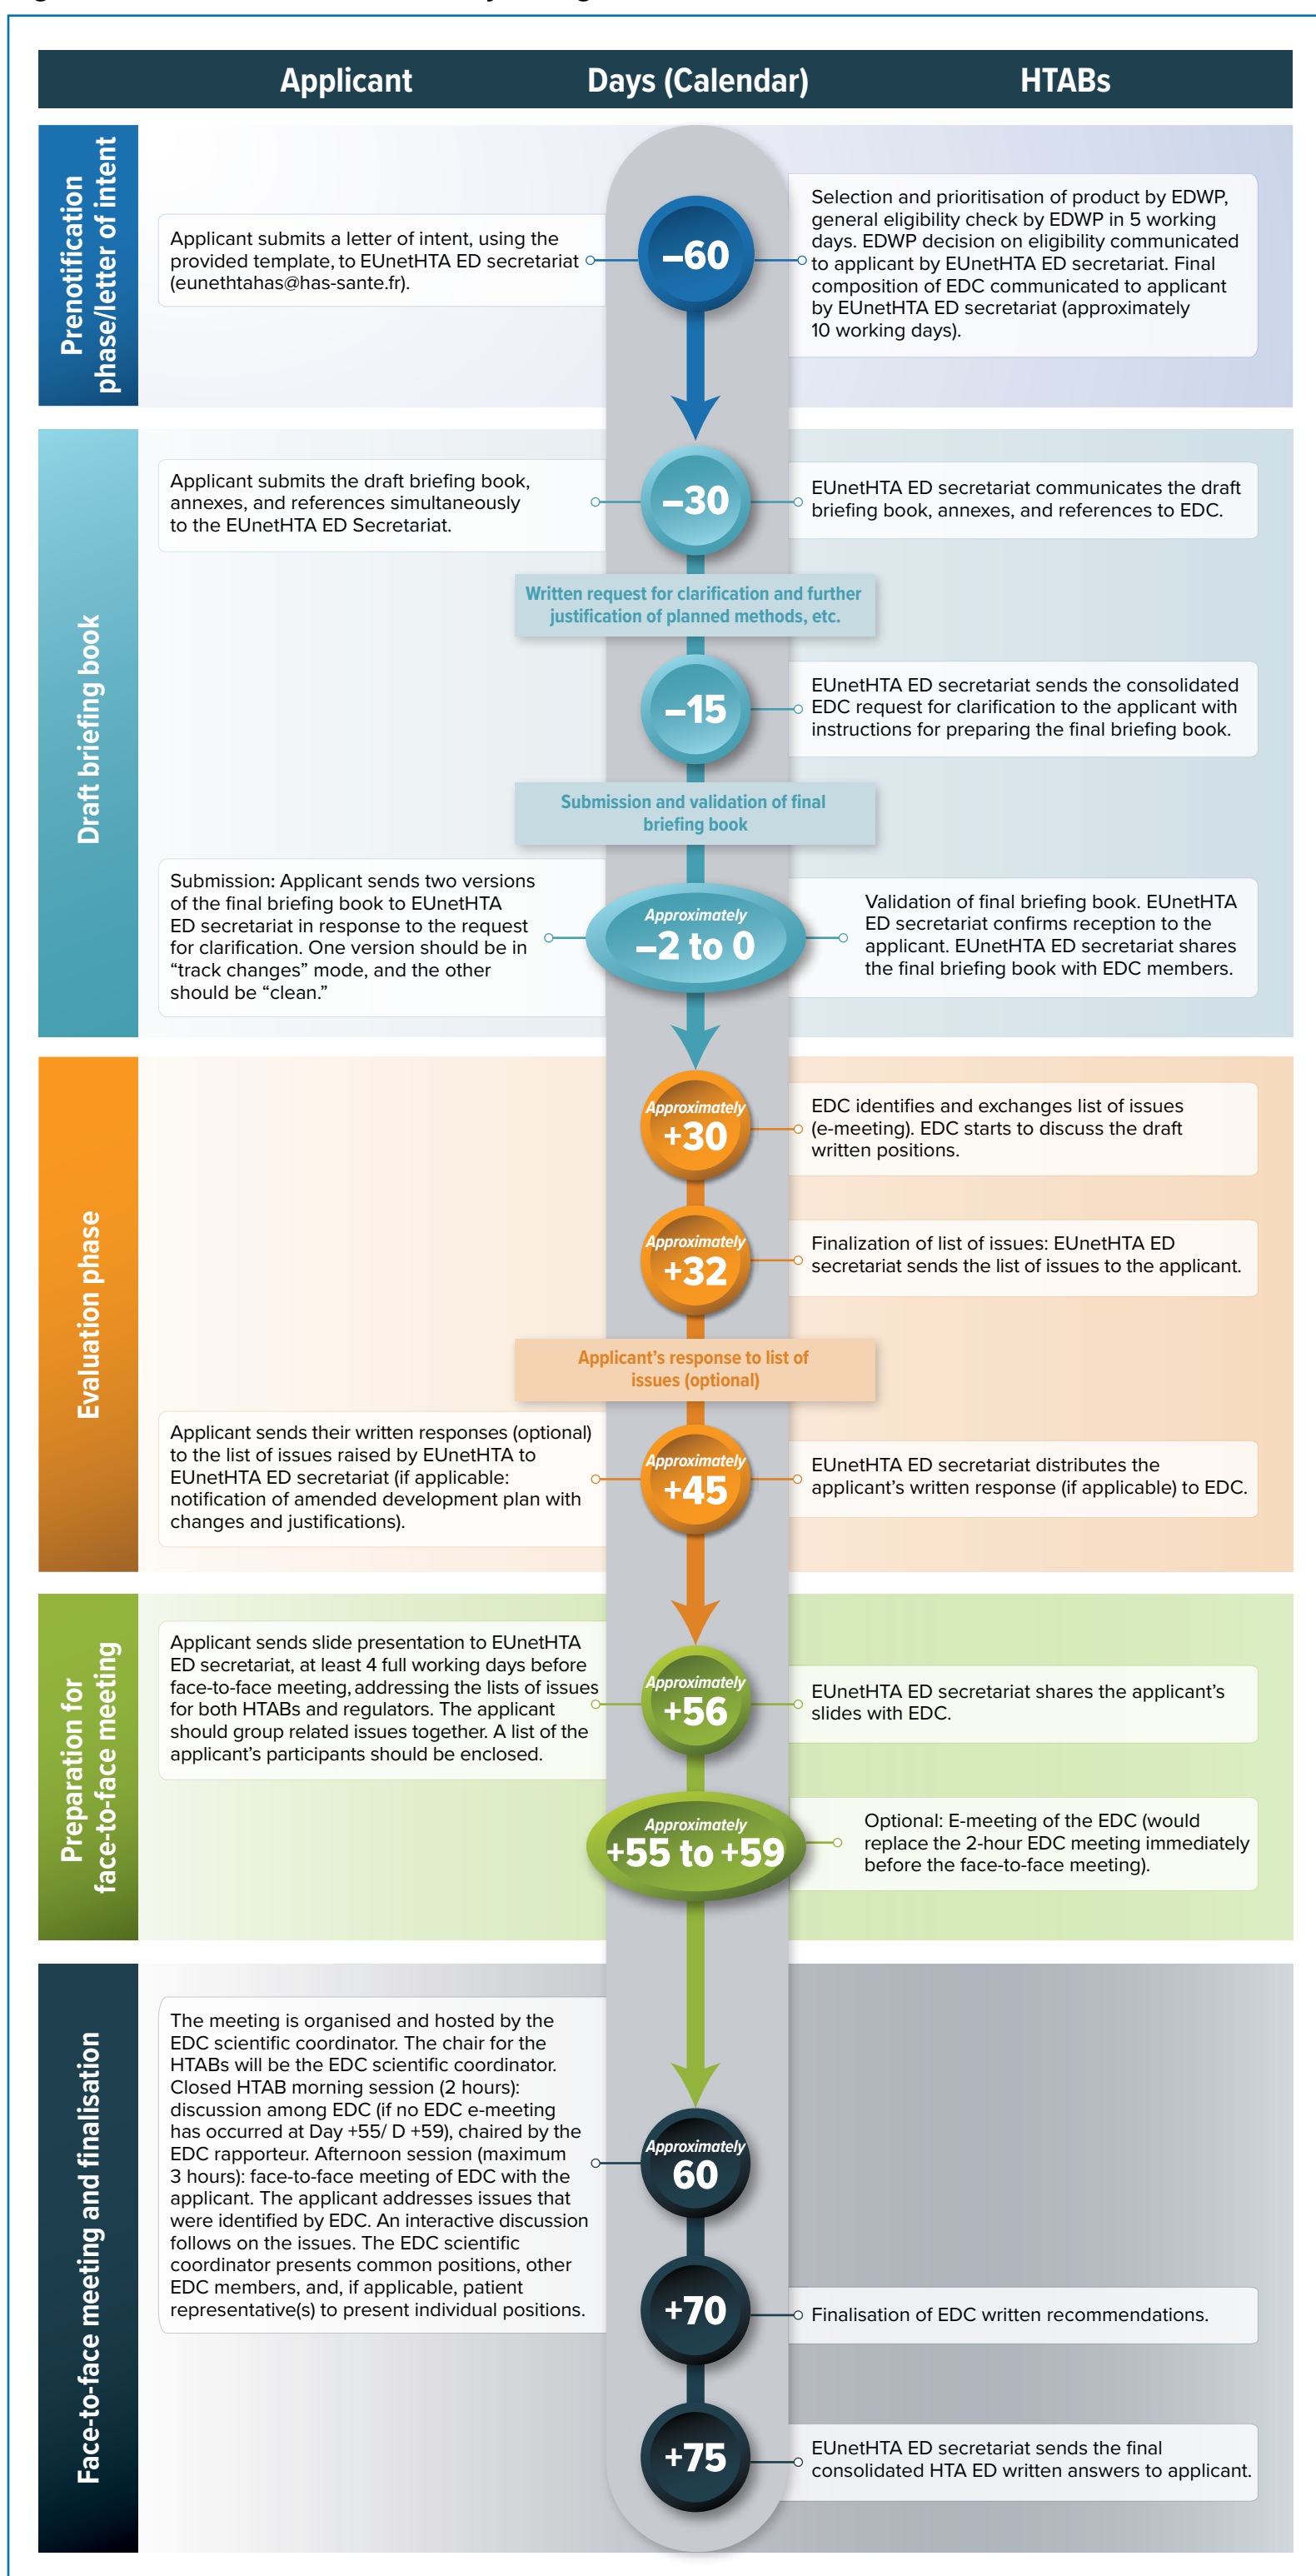 Applicant
Days (Calendar)
HTABs
Prenotification
phase/letter of intent
Applicant submits a letter of intent, using the
provided template, to EUnetHTA ED secretariat
(eunethtahas@has-sante.fr).
–60
Selection and prioritisation of product by EDWP,
general eligibility check by EDWP in 5 working
days. EDWP decision on eligibility communicated
to applicant by EUnetHTA ED secretariat. Final
composition of EDC communicated to applicant
by EUnetHTA ED secretariat (approximately
10 working days).
Draft briefing book
Applicant submits the draft briefing book,
annexes, and references simultaneously
to the EUnetHTA ED Secretariat.
–30
EUnetHTA ED secretariat communicates the draft
briefing book, annexes, and references to EDC.
Written request for clarification and further
justification of planned methods, etc.
–15
EUnetHTA ED secretariat sends the consolidated
EDC request for clarification to the applicant with
instructions for preparing the final briefing book.
Submission and validation of final
briefing book
Submission: Applicant sends two versions
of the final briefing book to EUnetHTA
ED secretariat in response to the request
for clarification. One version should be in
“track changes” mode, and the other
should be “clean.”
Approximately
–2 to 0
Validation of final briefing book. EUnetHTA
ED secretariat confirms reception to the
applicant. EUnetHTA ED secretariat shares
the final briefing book with EDC members.
Evaluation phase
Approximately
+30
EDC identifies and exchanges list of issues
(e-meeting). EDC starts to discuss the draft
written positions.
Approximately
+32
Finalization of list of issues: EUnetHTA ED
secretariat sends the list of issues to the applicant.
Applicant’s response to list of
issues (optional)
Applicant sends their written responses (optional)
to the list of issues raised by EUnetHTA to
EUnetHTA ED secretariat (if applicable:
notification of amended development plan with
changes and justifications).
Approximately
+45
EUnetHTA ED secretariat distributes the
applicant’s written response (if applicable) to EDC.
Preparation for
face-to-face meeting
Applicant sends slide presentation to EUnetHTA
ED secretariat, at least 4 full working days before
face-to-face meeting, addressing the lists of issues
for both HTABs and regulators. The applicant
should group related issues together. A list of the
applicant’s participants should be enclosed.
Approximately
+56
EUnetHTA ED secretariat shares the applicant’s
slides with EDC.
Approximately
+55 to +59
Optional: E-meeting of the EDC (would
replace the 2-hour EDC meeting immediately
before the face-to-face meeting).
Face-to-face meeting and finalisation
The meeting is organised and hosted by the
EDC scientific coordinator. The chair for the
HTABs will be the EDC scientific coordinator.
Closed HTAB morning session (2 hours):
discussion among EDC (if no EDC e-meeting
has occurred at Day +55/ D +59), chaired by the
EDC rapporteur. Afternoon session (maximum
3 hours): face-to-face meeting of EDC with the
applicant. The applicant addresses issues that
were identified by EDC. An interactive discussion
follows on the issues. The EDC scientific
coordinator presents common positions, other
EDC members, and, if applicable, patient
representative(s) to present individual positions.
Approximately
60
+70
Finalisation of EDC written recommendations.
+75
EUnetHTA ED secretariat sends the final
consolidated HTA ED written answers to applicant.